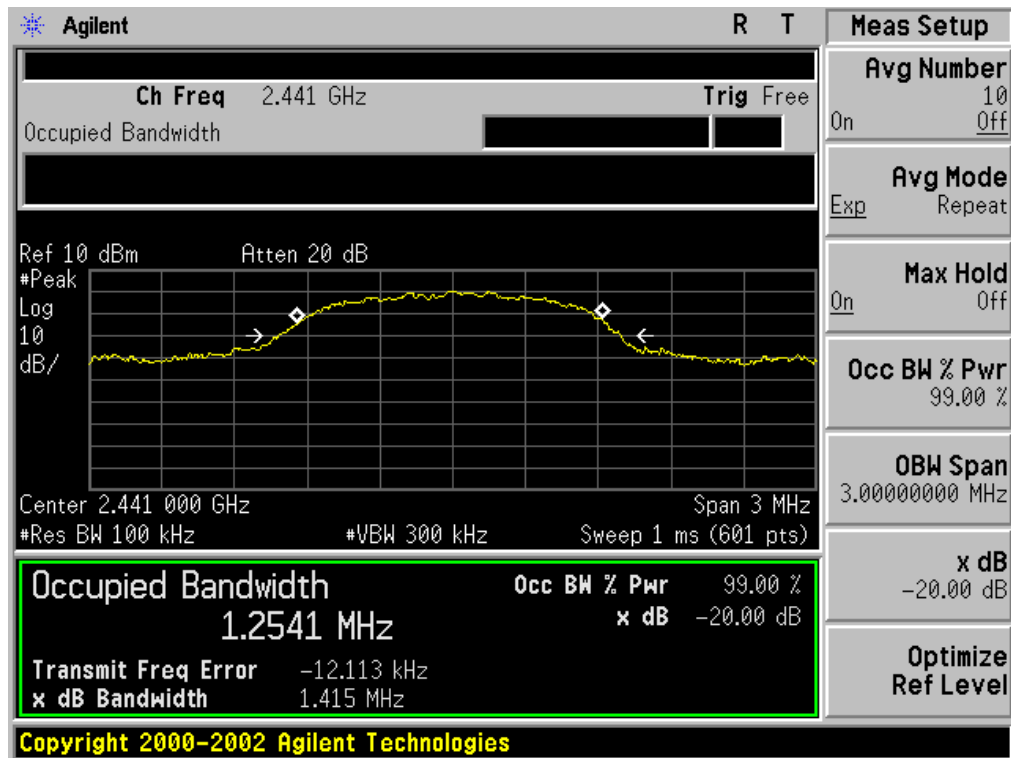 Agilent R T
Ch Freq 2.441 GHz Trig Free
Occupied Bandwidth
Ref 10 dBm Atten 20 dB
#Peak
Log
10
dB/
Center 2.441 000 GHz Span 3 MHz
#Res BW 100 kHz #VBW 300 kHz Sweep 1 ms (601 pts)
Occupied Bandwidth Occ BW % Pwr 99.00 %
1.2541 MHz x dB -20.00 dB
Transmit Freq Error -12.113 kHz
x dB Bandwidth 1.415 MHz
Copyright 2000-2002 Agilent Technologies
Meas Setup
Avg Number
10
On Off
Avg Mode
Exp Repeat
Max Hold
On Off
Occ BW % Pwr
99.00 %
OBW Span
3.00000000 MHz
x dB
-20.00 dB
Optimize
Ref Level